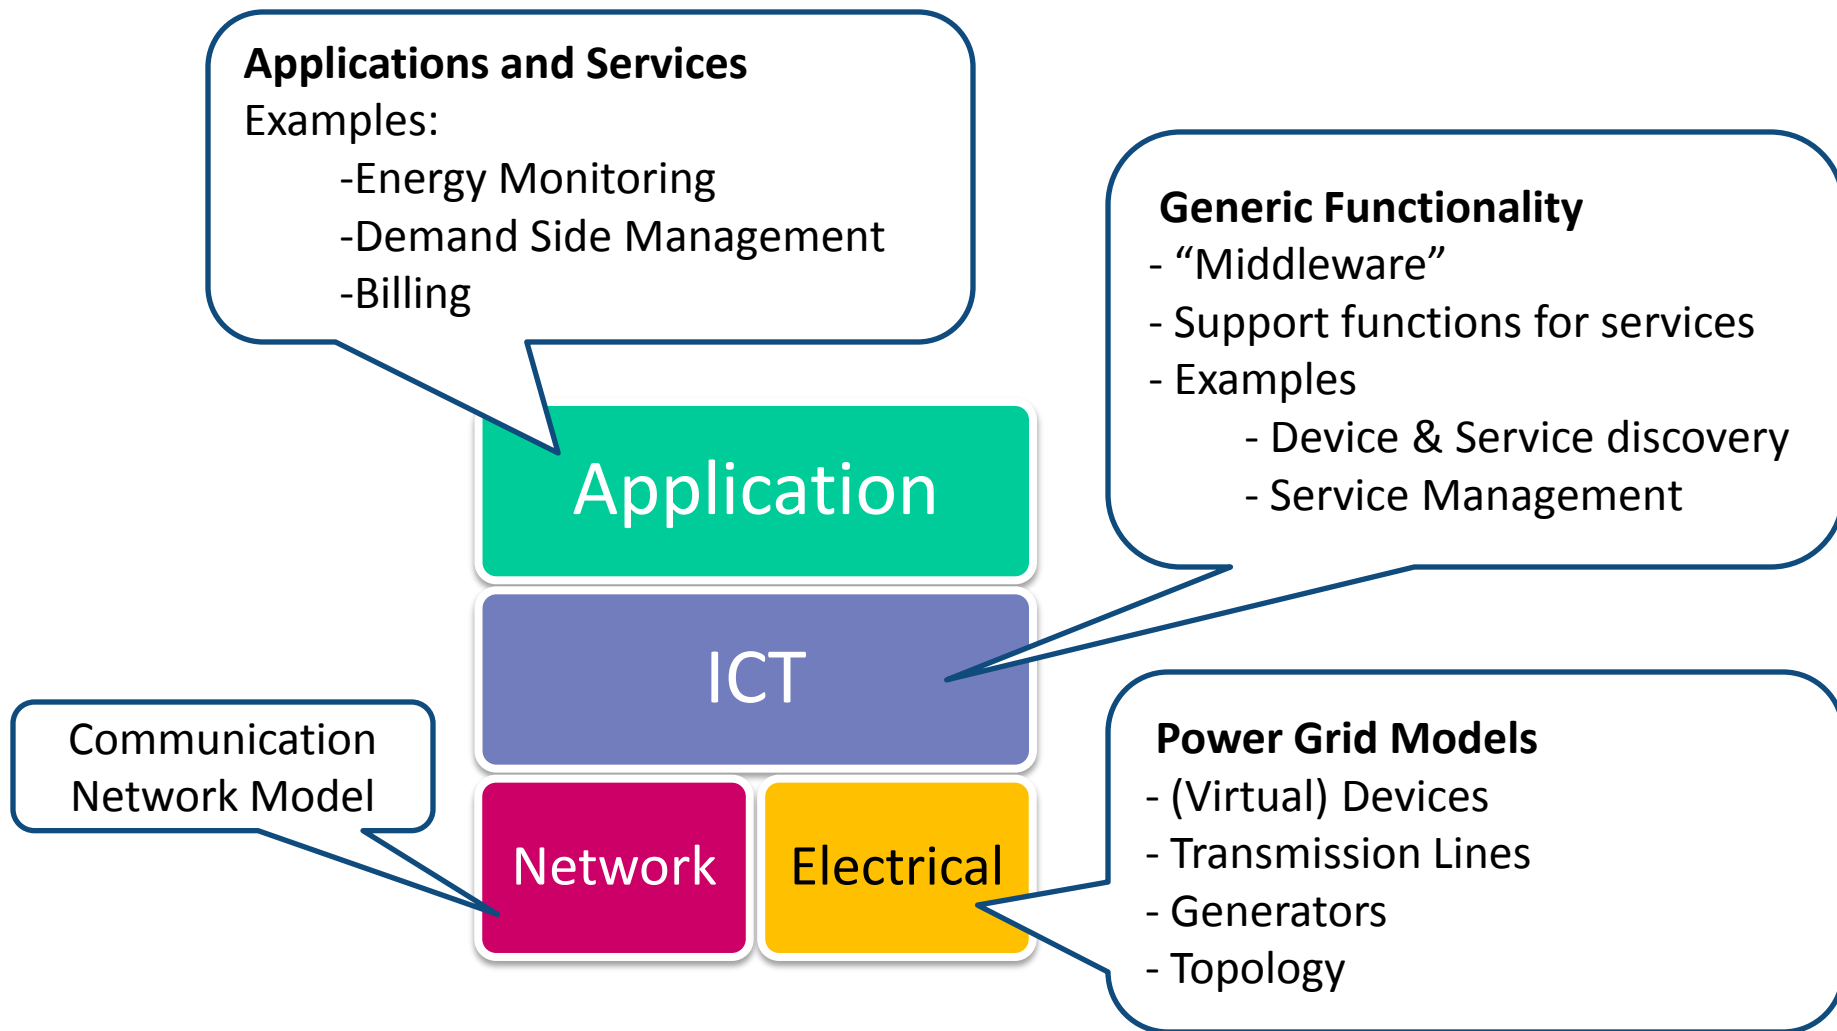 Applications and Services
Examples:
-Energy Monitoring
-Demand Side Management
-Billing
Generic Functionality
- “Middleware”
- Support functions for services
- Examples
- Device & Service discovery
- Service Management
Application
ICT
Communication
Network Model
Network
Electrical
Power Grid Models
- (Virtual) Devices
- Transmission Lines
- Generators
- Topology